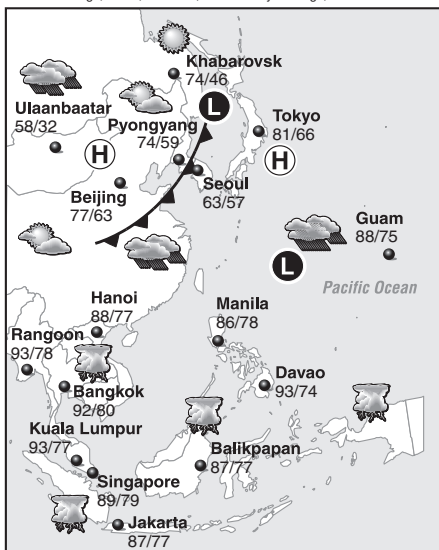 Khabarovsk
74/46
L
Ulaanbaatar
58/32
H
Pyongyang
74/59
Tokyo
81/66
H
Seoul
63/57
Beijing
77/63
Guam
88/75
L
Pacific Ocean
Hanoi
88/77
Manila
86/78
Rangoon
93/78
Bangkok
92/80
Davao
93/74
Kuala Lumpur
93/77
Singapore
89/79
Balikpapan
87/77
Jakarta
87/77